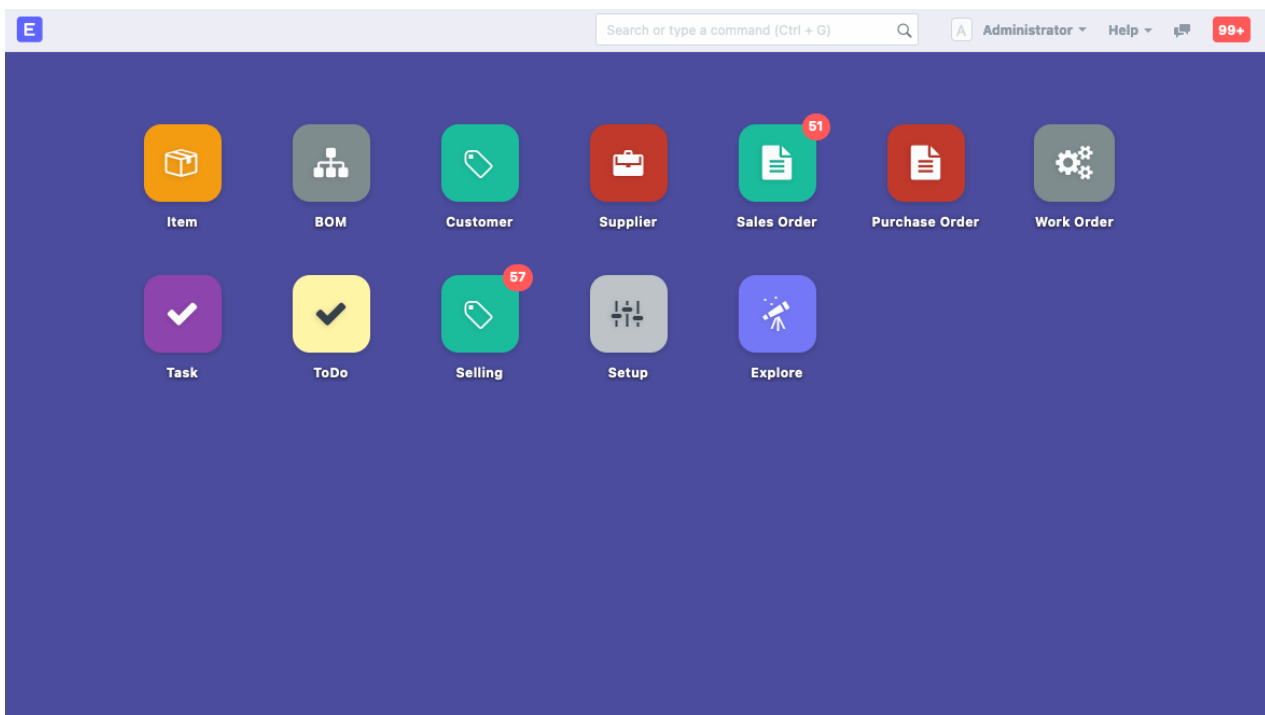 E
Search or type a command (Ctrl + G)
A Administrator Help 99+
51
Item BOM Customer Supplier Sales Order Purchase Order Work Order
57
Task ToDo Selling Setup Explore